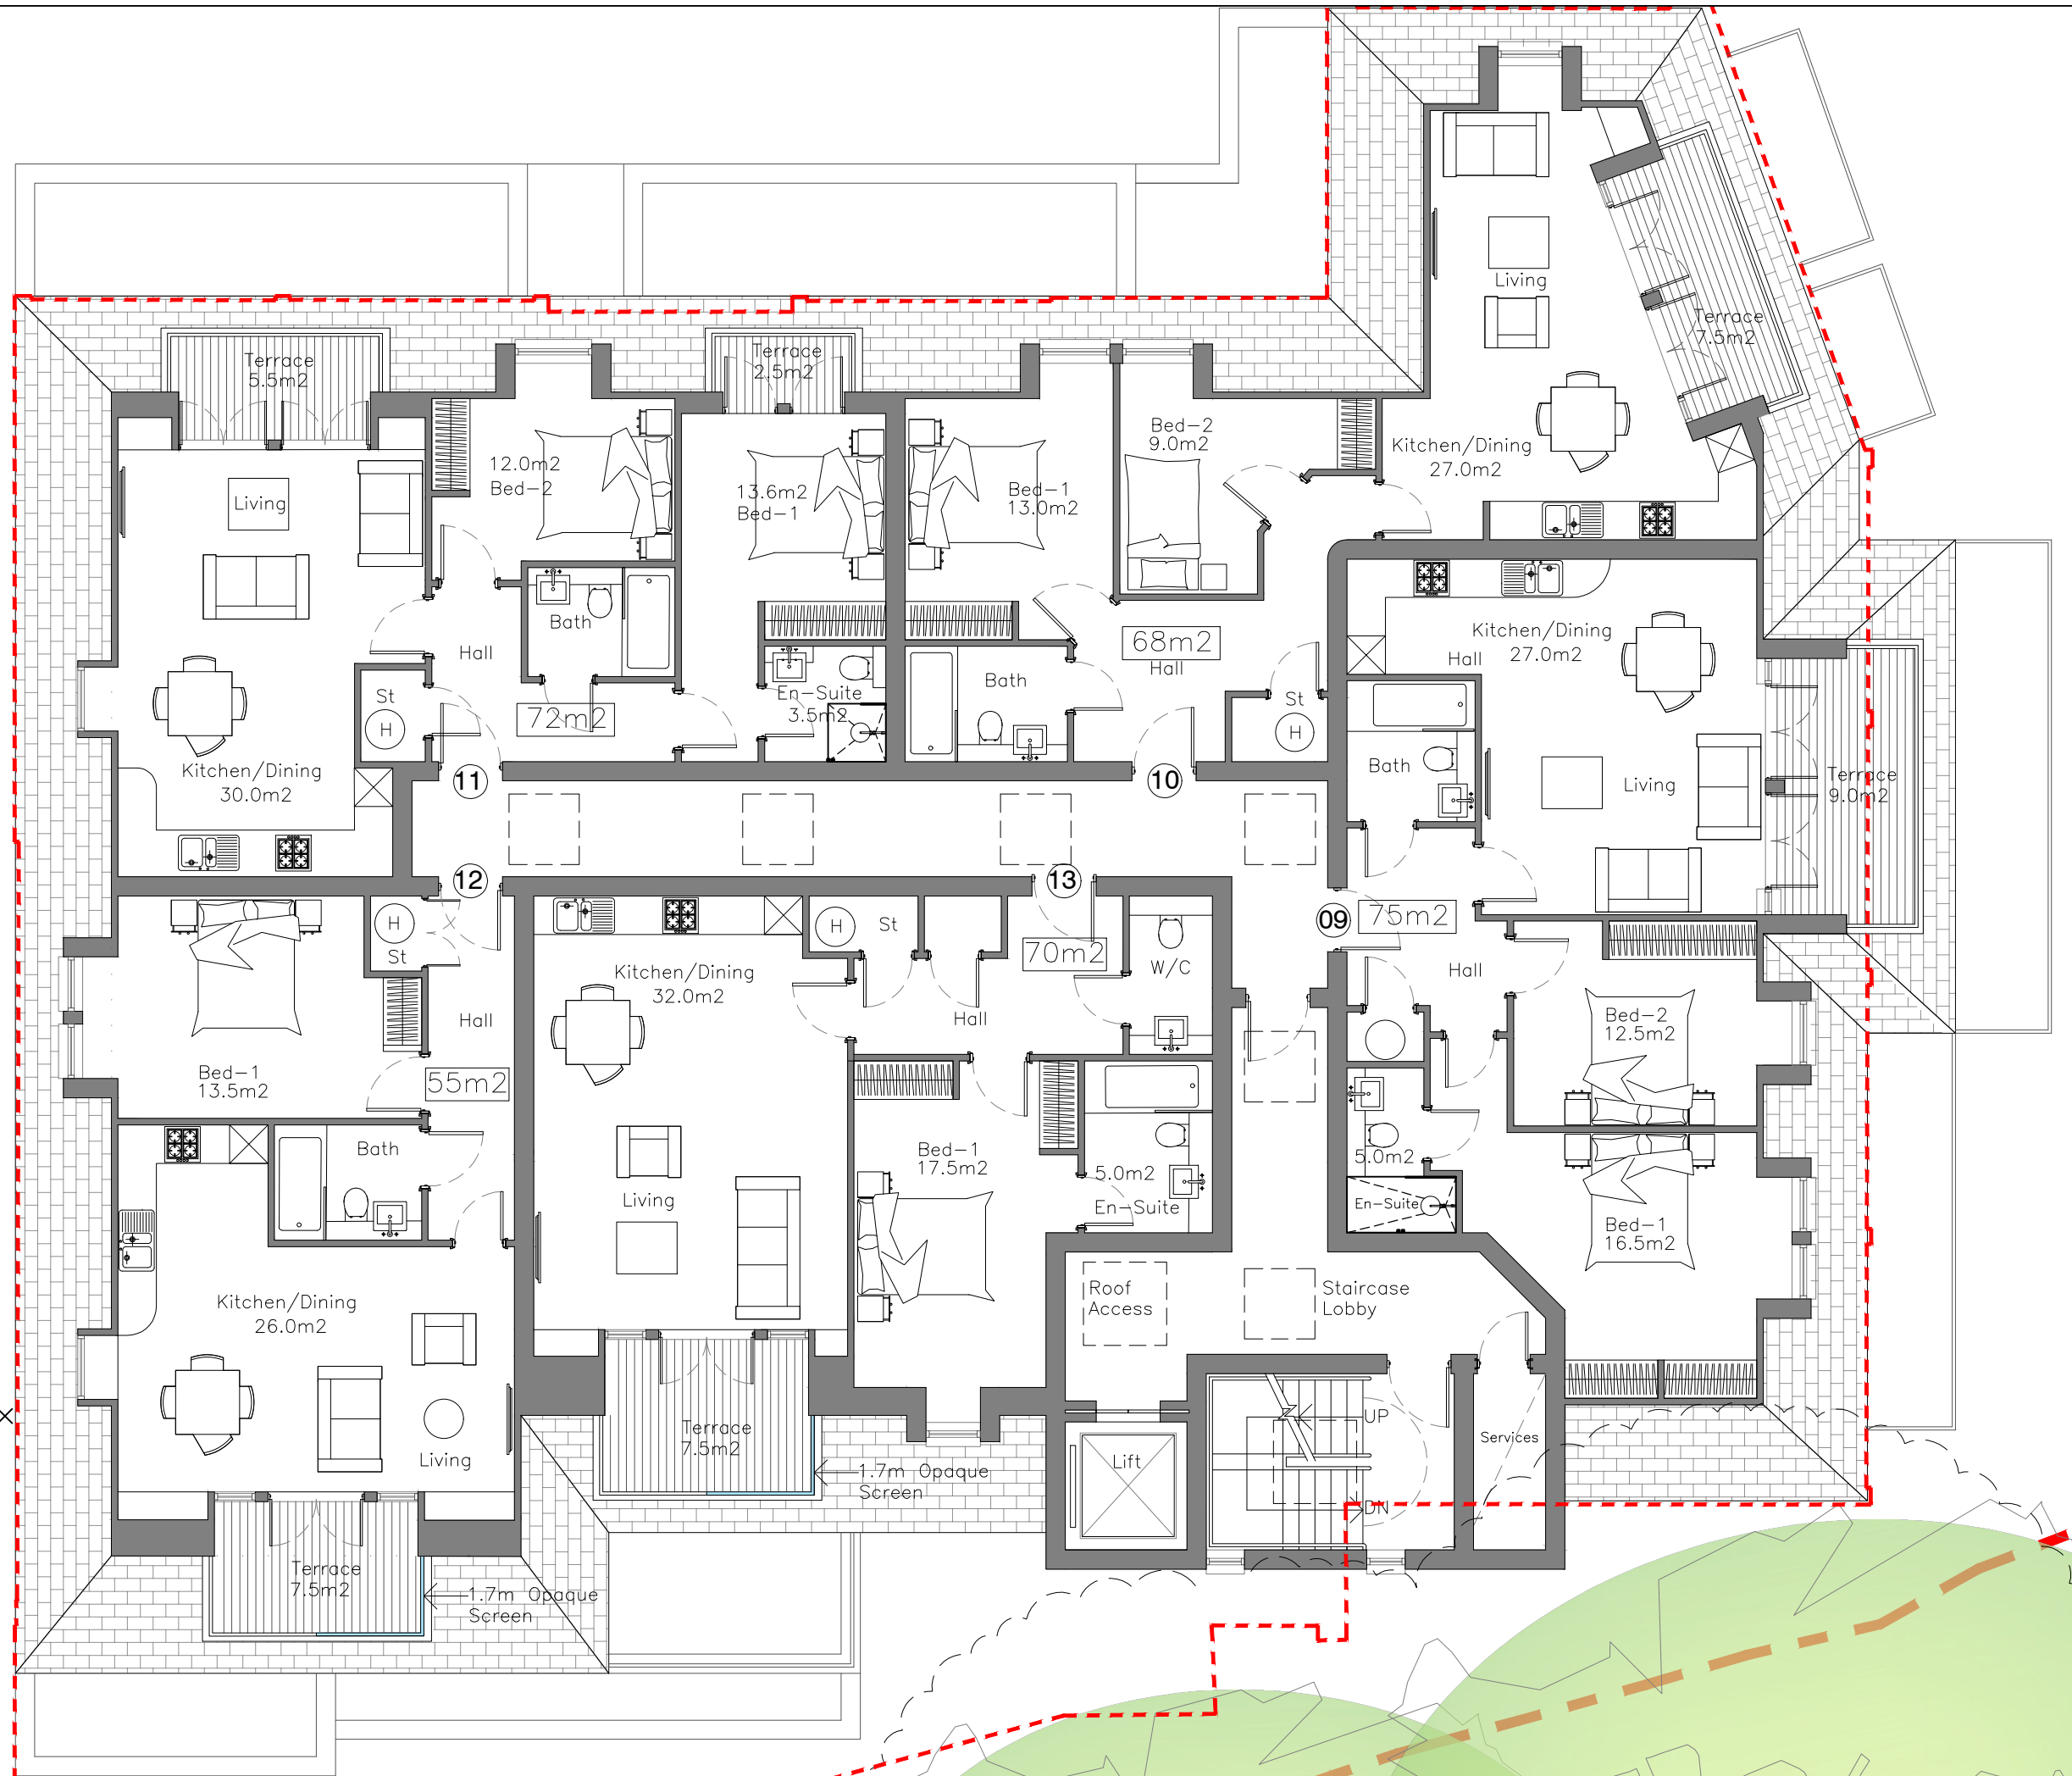 Living
Terrace
7.5m2
Terrace
5.5m2
Terrace
2.5m2
Kitchen/Dining
27.0m2
Bed-2
9.0m2
12.0m2
Bed-2
13.6m2
Bed-1
Bed-1
13.0m2
Living
Bath
Hall
72m2
En-Suite
3.5m2
Bath
68m2
Hall
St
H
St
H
Kitchen/Dining
30.0m2
Kitchen/Dining
27.0m2
Hall
Bath
Living
Terrace
9.0m2
11
10
12
13
09
75m2
H
St
H
St
70m2
W/C
Kitchen/Dining
32.0m2
Hall
Hall
Hall
Bed-2
12.5m2
Bed-1
13.5m2
55m2
Bath
Bed-1
17.5m2
5.0m2
En-Suite
5.0m2
En-Suite
Living
Bed-1
16.5m2
Kitchen/Dining
26.0m2
Roof
Access
Staircase
Lobby
Living
Terrace
7.5m2
1.7m Opaque
Screen
Lift
UP
DN
Services
Terrace
7.5m2
1.7m Opaque
Screen